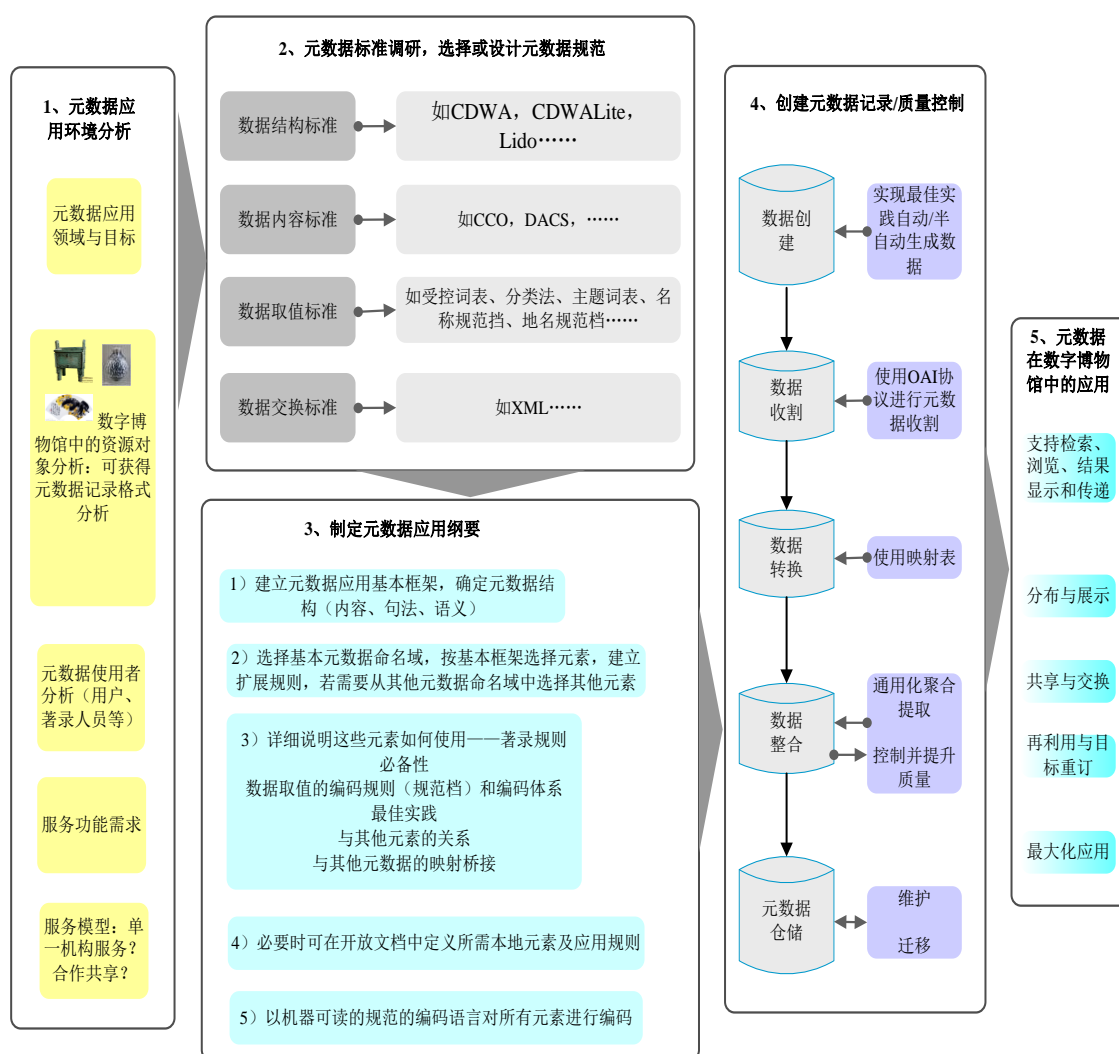 1、元数据应
用环境分析
元数据应用
领域与目标
数字博
物馆中的资源对
象分析：可获得
元数据记录格式
分析
元数据使用者
分析（用户、
著录人员等）
服务功能需求
服务模型：单
一机构服务？
合作共享？
2、元数据标准调研，选择或设计元数据规范
数据结构标准
如CDWA，CDWALite，
Lido……
数据内容标准
如CCO，DACS，……
数据取值标准
如受控词表、分类法、主题词表、名
称规范挡、地名规范档……
数据交换标准
如XML……
3、制定元数据应用纲要
1）建立元数据应用基本框架，确定元数据结
构（内容、句法、语义）
2）选择基本元数据命名域，按基本框架选择元素，建立
扩展规则，若需要从其他元数据命名域中选择其他元素
3）详细说明这些元素如何使用——著录规则
必备性
数据取值的编码规则（规范档）和编码体系
最佳实践
与其他元素的关系
与其他元数据的映射桥接
4）必要时可在开放文档中定义所需本地元素及应用规则
5）以机器可读的规范的编码语言对所有元素进行编码
4、创建元数据记录/质量控制
数据创
建
实现最佳实
践自动/半
自动生成数
据
数据
收割
使用OAI协
议进行元数
据收割
数据
转换
使用映射表
数据
整合
通用化聚合
提取
控制并提升
质量
元数据
仓储
维护
迁移
5、元数据
在数字博物
馆中的应用
支持检索、
浏览、结果
显示和传递
分布与展示
共享与交换
再利用与目
标重订
最大化应用